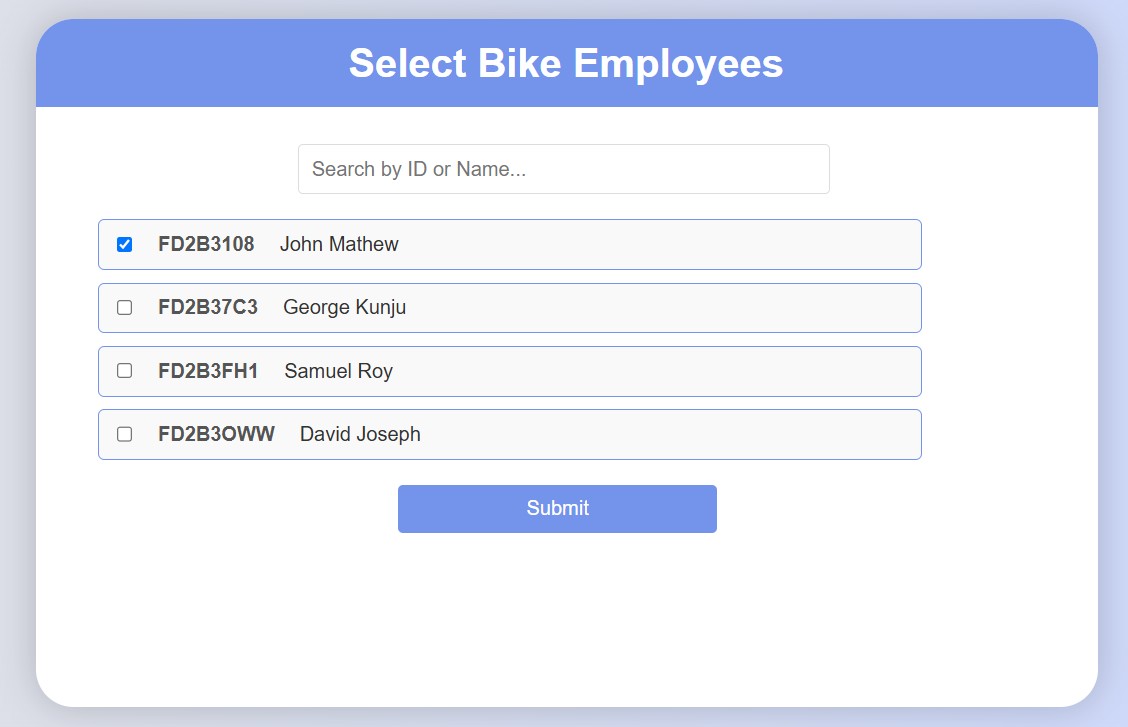 Select Bike Employees
Search by ID or Name...
FD2B3108 John Mathew
FD2B37C3 George Kunju
FD2B3FH1 Samuel Roy
FD2B3OWW David Joseph
Submit